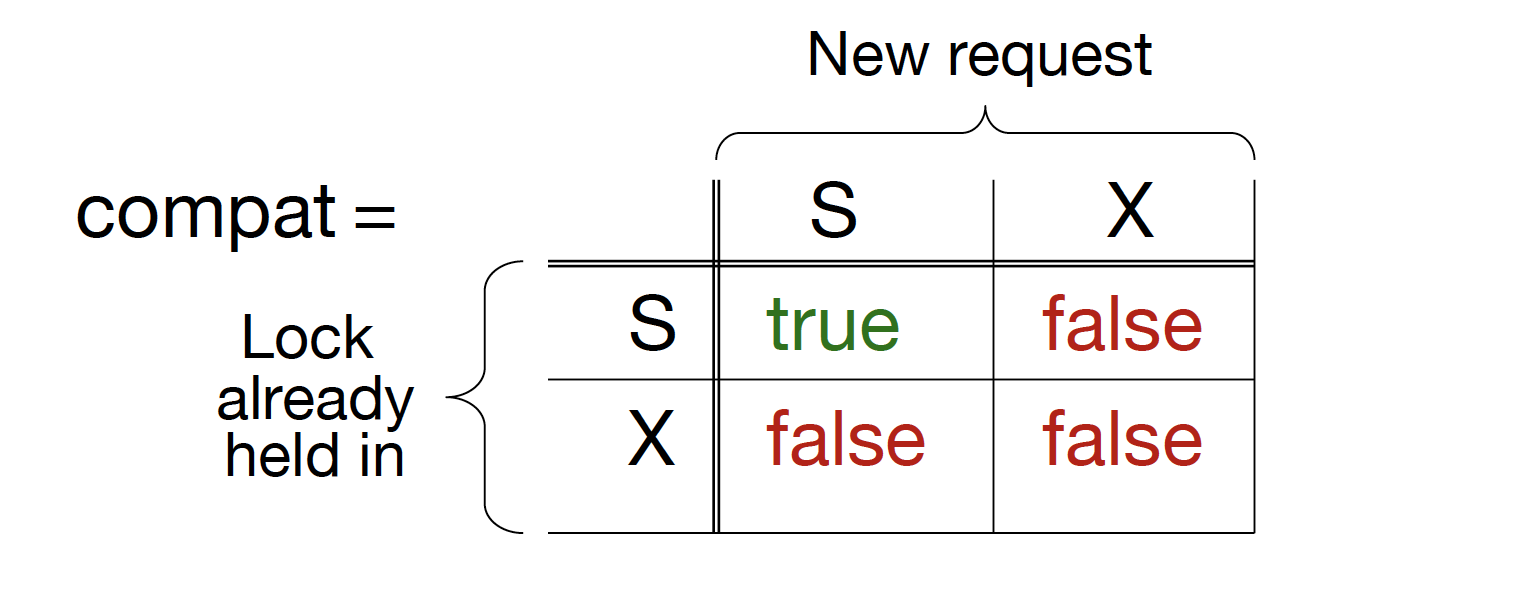 New request
compat =
S X
Lock
already
held in
S true false
X false false